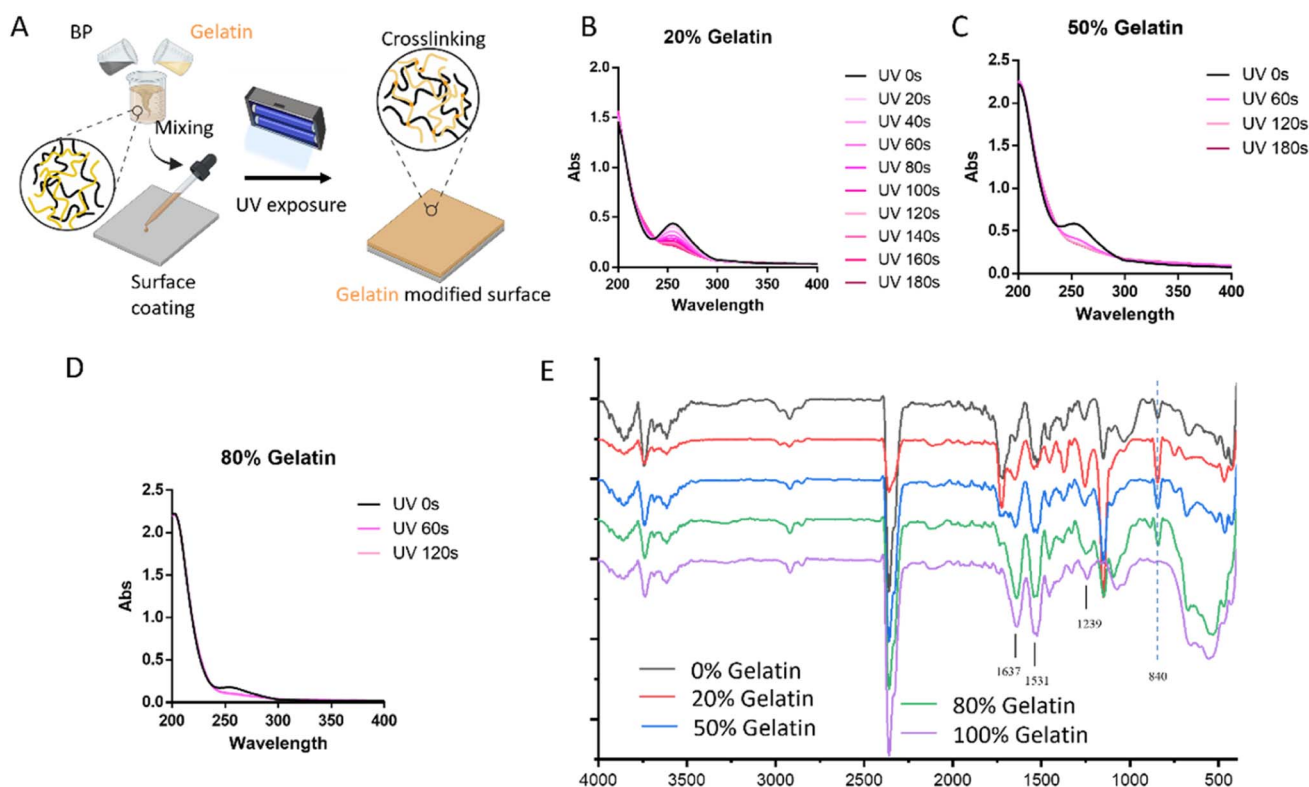 A
BP
Gelatin
Mixing
Surface
coating
UV exposure
Crosslinking
Gelatin modified surface
B
20% Gelatin
Abs
2.0
1.5
1.0
0.5
0.0
200 250 300 350 400
Wavelength
UV 0s
UV 20s
UV 40s
UV 60s
UV 80s
UV 100s
UV 120s
UV 140s
UV 160s
UV 180s
C
50% Gelatin
Abs
2.5
2.0
1.5
1.0
0.5
0.0
200 250 300 350 400
Wavelength
UV 0s
UV 60s
UV 120s
UV 180s
D
80% Gelatin
Abs
2.5
2.0
1.5
1.0
0.5
0.0
200 250 300 350 400
Wavelength
UV 0s
UV 60s
UV 120s
E
1637
1531
1239
840
0% Gelatin
20% Gelatin
50% Gelatin
80% Gelatin
100% Gelatin
4000 3500 3000 2500 2000 1500 1000 500